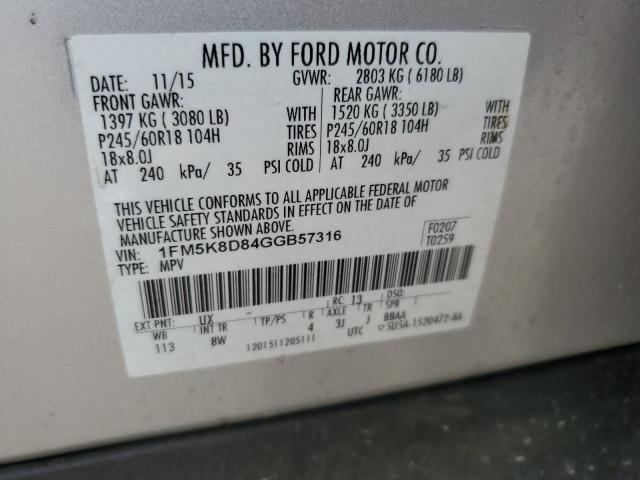 MFD. BY FORD MOTOR CO.
DATE: 11/15 GVWR: 2803 KG ( 6180 LB)
FRONT GAWR: REAR GAWR:
1397 KG ( 3080 LB) WITH 1520 KG ( 3350 LB) WITH
P245/60R18 104H TIRES P245/60R18 104H TIRES
18x8.0J RIMS 18x8.0J RIMS
AT 240 kPa/ 35 PSI COLD AT 240 kPa/ 35 PSI COLD
THIS VEHICLE CONFORMS TO ALL APPLICABLE FEDERAL MOTOR
VEHICLE SAFETY STANDARDS IN EFFECT ON THE DATE OF
MANUFACTURE SHOWN ABOVE.
VIN: 1FM5K8D84GGB57316 F0207
TYPE: MPV T0259
EXT PNT: UX RC: 13 DSO:
WB INT TR TP/PS R AXLE TR SPR
113 8W 4 3J J BBAA
1201511205111 UTC 5U5A-1520472-BA